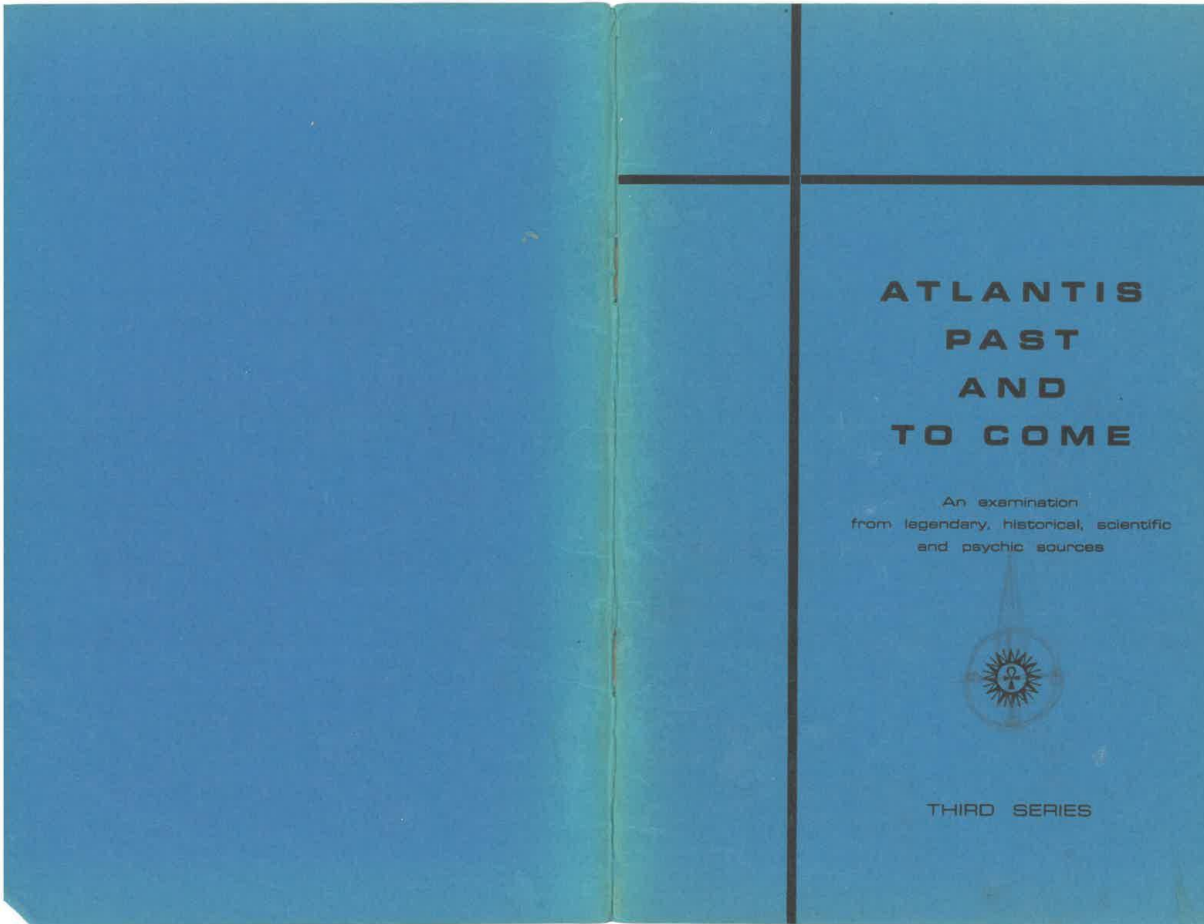 ATLANTIS
PAST
AND
TO COME
An examination
from legendary, historical, scientific
and psychic sources
THIRD SERIES